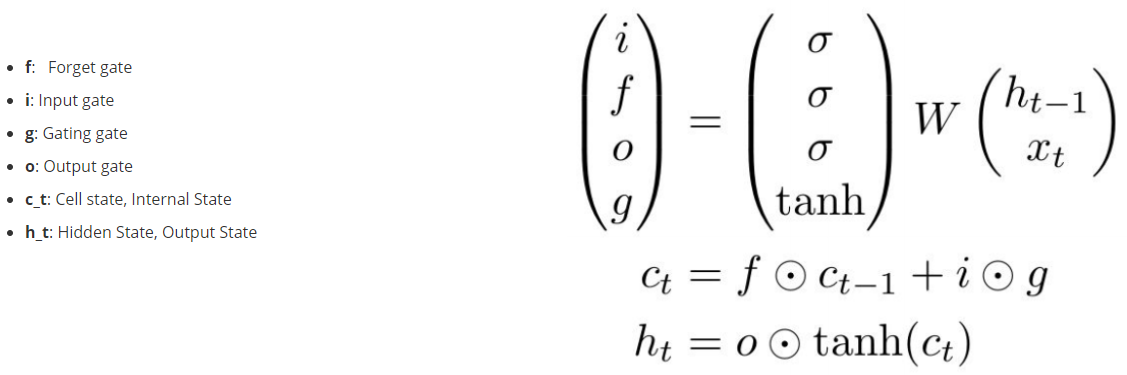 • f: Forget gate
• i: Input gate
• g: Gating gate
• o: Output gate
• c_t: Cell state, Internal State
• h_t: Hidden State, Output State
(i f o g) = (σ σ σ tanh) W (h_{t−1} x_t)
c_t = f ⊙ c_{t−1} + i ⊙ g
h_t = o ⊙ tanh(c_t)